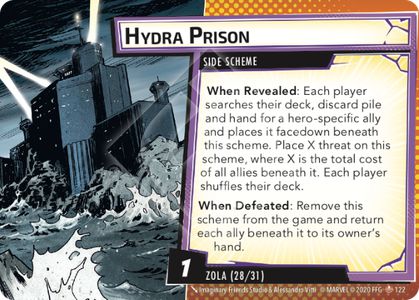 HYDRA PRISON
SIDE SCHEME
When Revealed: Each player
searches their deck, discard pile
and hand for a hero-specific ally
and places it facedown beneath
this scheme. Place X threat on this
scheme, where X is the total cost
of all allies beneath it. Each player
shuffles their deck.
When Defeated: Remove this
scheme from the game and return
each ally beneath it to its owner's
hand.
1
ZOLA (28/31)
Imaginary Friends Studio & Alessandro Vitti © MARVEL © 2020 FFG 122